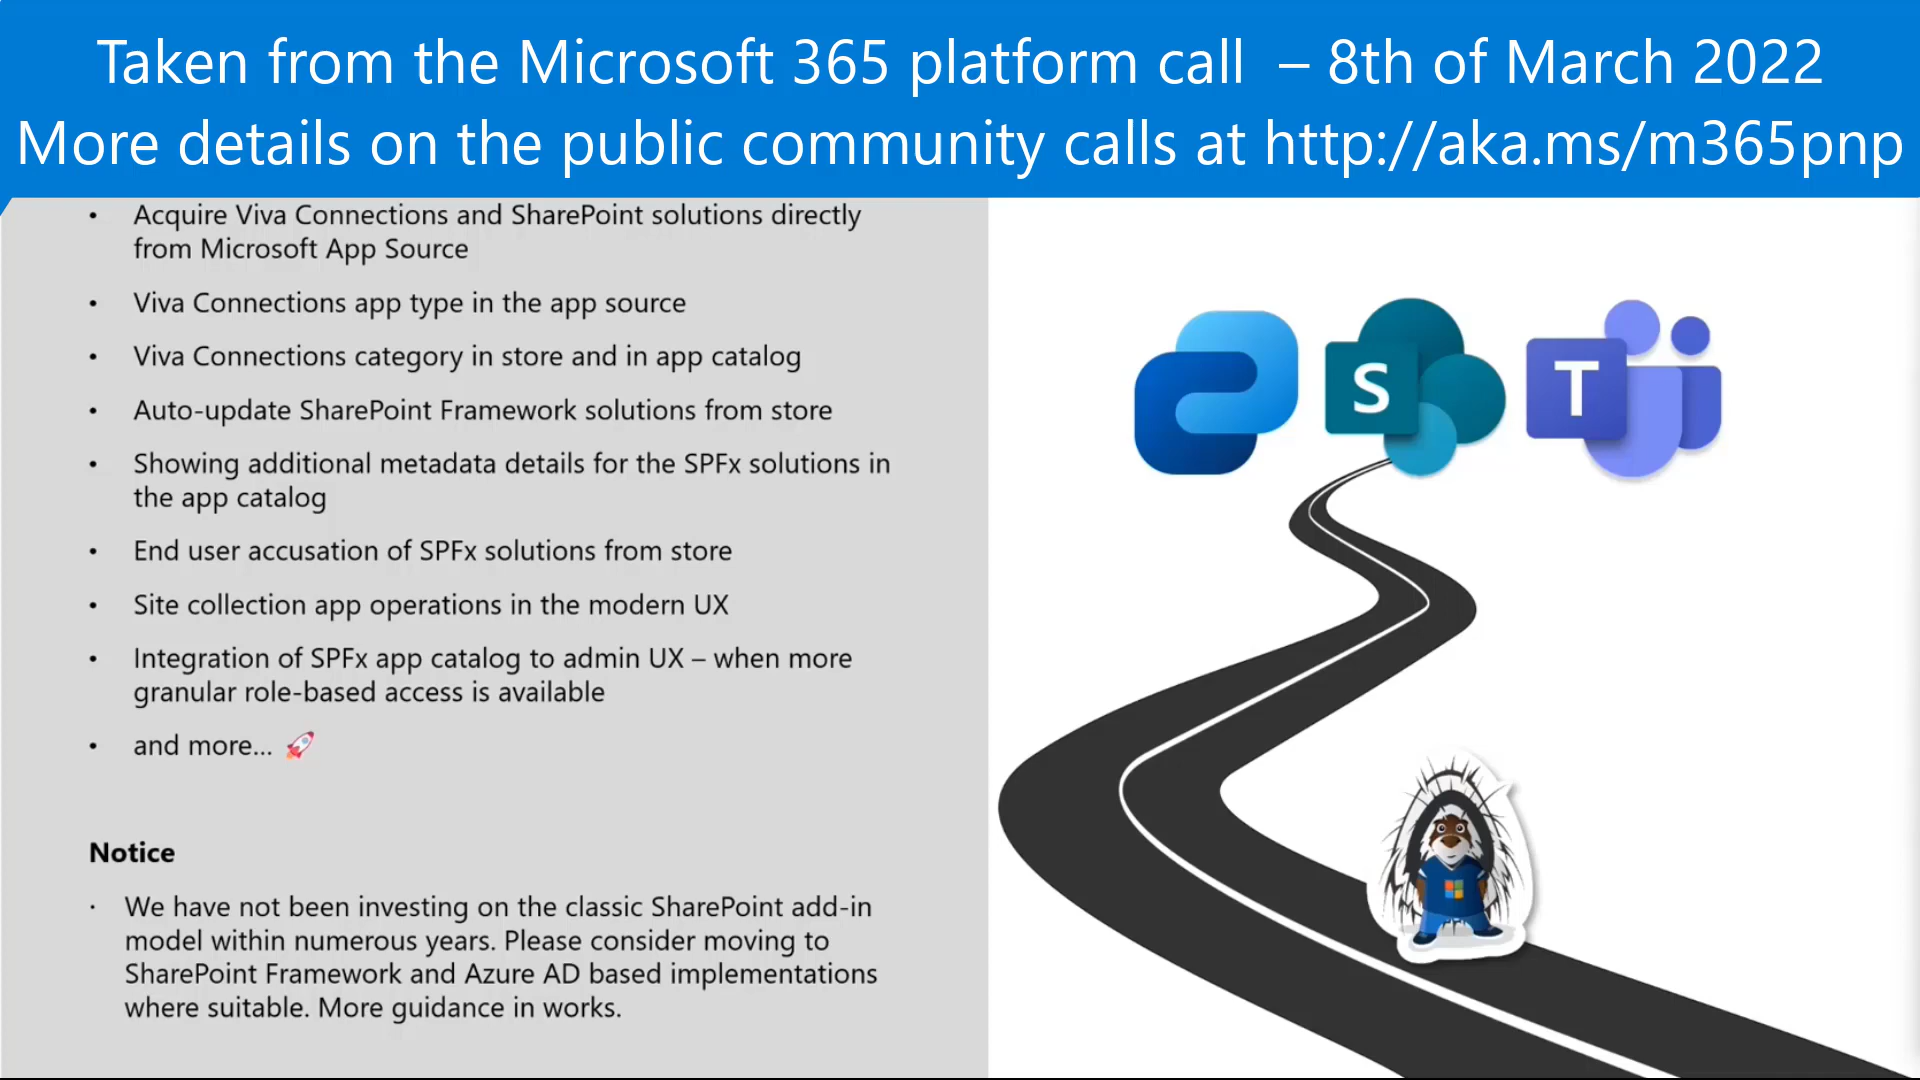 Taken from the Microsoft 365 platform call – 8th of March 2022
More details on the public community calls at http://aka.ms/m365pnp
• Acquire Viva Connections and SharePoint solutions directly
from Microsoft App Source
• Viva Connections app type in the app source
• Viva Connections category in store and in app catalog
• Auto-update SharePoint Framework solutions from store
• Showing additional metadata details for the SPFx solutions in
the app catalog
• End user accusation of SPFx solutions from store
• Site collection app operations in the modern UX
• Integration of SPFx app catalog to admin UX – when more
granular role-based access is available
• and more... 🚀
Notice
· We have not been investing on the classic SharePoint add-in
model within numerous years. Please consider moving to
SharePoint Framework and Azure AD based implementations
where suitable. More guidance in works.
S
T